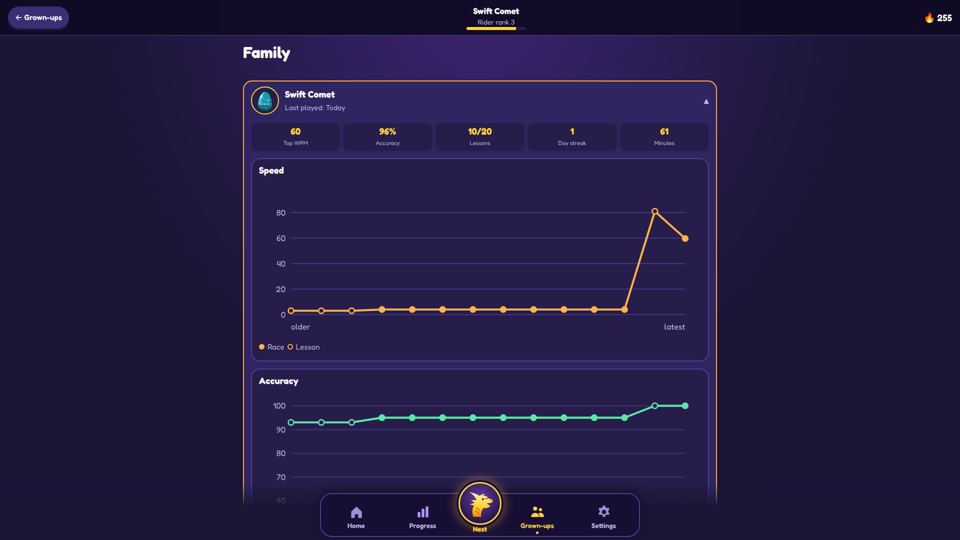 ← Grown-ups
Swift Comet
Rider rank 3
🔥 255
Family
Swift Comet
Last played: Today
▲
60
Top WPM
96%
Accuracy
10/20
Lessons
1
Day streak
61
Minutes
Speed
80
60
40
20
0
older latest
Race Lesson
Accuracy
100
90
80
70
60
Home
Progress
Nest
Grown-ups
Settings